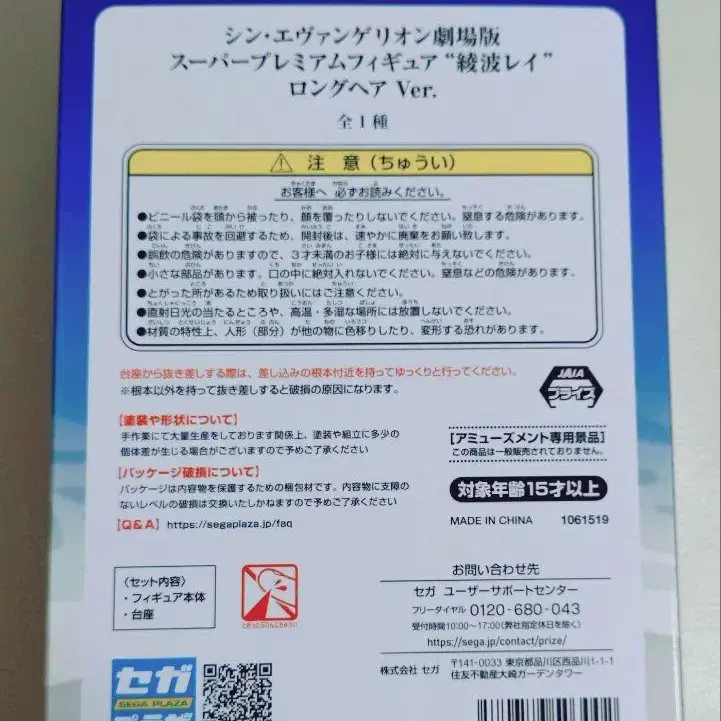 シン・エヴァンゲリオン劇場版
スーパープレミアムフィギュア“綾波レイ”
ロングヘア Ver.
全1種
注 意（ちゅうい）
お客様へ 必ずお読みください。
●ビニール袋を頭から被ったり、顔を覆ったりしないでください。窒息する危険があります。
●袋による事故を回避するため、開封後は、速やかに廃棄をお願い致します。
●誤飲の危険がありますので、3才未満のお子様には絶対に与えないでください。
●小さな部品があります。口の中に絶対入れないでください。窒息などの危険があります。
●とがった所があるため取り扱いにはご注意ください。
●直射日光の当たるところや、高温・多湿な場所には放置しないでください。
●材質の特性上、人形（部分）が他の物に色移りしたり、変形する恐れがあります。
台座から抜き差しする際は、差し込みの根本付近を持ってゆっくりと行ってください。
※根本以外を持って抜き差しすると破損の原因になります。
JAIA
プライズ
【塗装や形状について】
手作業にて大量生産をしております関係上、塗装や組立に多少の
個体差が生じる場合がございますので予めご了承ください
【パッケージ破損について】
パッケージは内容物を保護するための梱包材です。内容物に支障の
ないレベルの破損は交換いたしかねますので予めご了承ください
【Q&A】https://segaplaza.jp/faq
【アミューズメント専用景品】
この商品は一般販売されておりません。
対象年齢15才以上
MADE IN CHINA 1061519
〈セット内容〉
・フィギュア本体
・台座
とがったぶひんにちゅうい
お問い合わせ先
セガ ユーザーサポートセンター
フリーダイヤル 0120-680-043
受付時間10:00～17:00（弊社指定休日を除く）
https://sega.jp/contact/prize/
株式会社 セガ 〒141-0033 東京都品川区西品川1-1-1
住友不動産大崎ガーデンタワー
セガ
SEGA PLAZA
プラザ